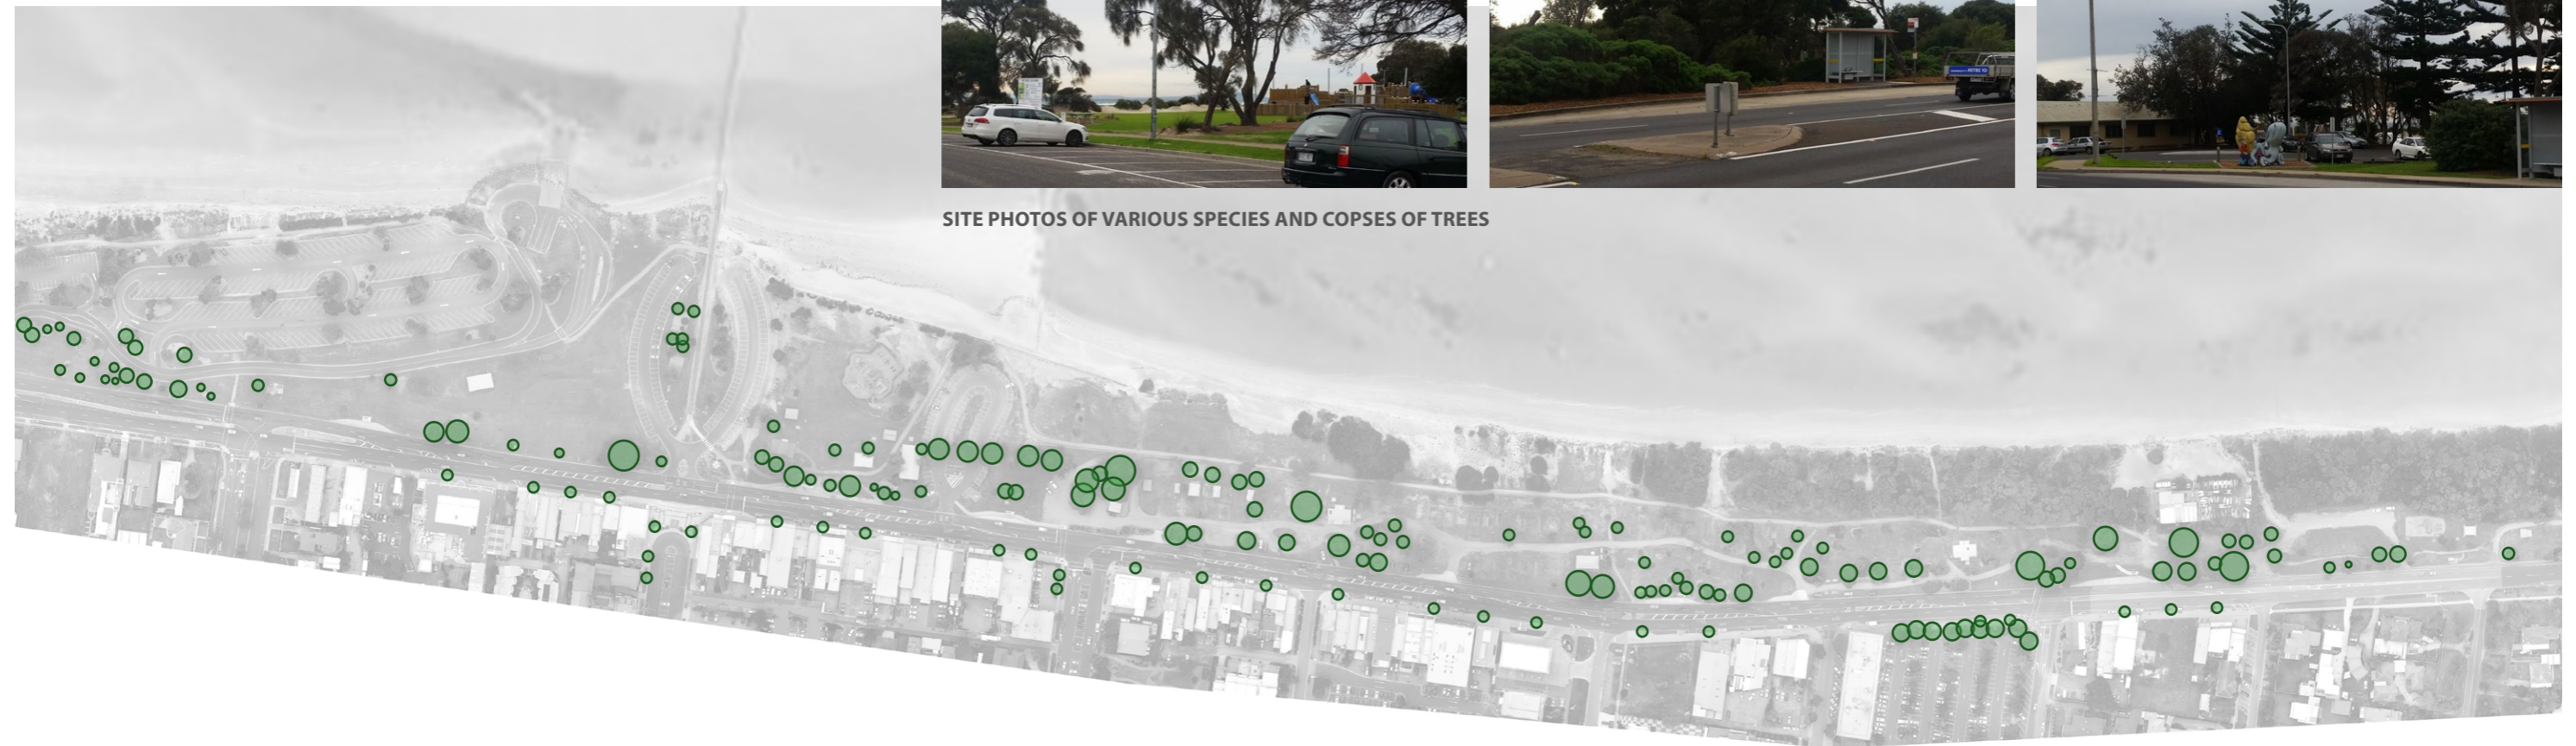 SITE PHOTOS OF VARIOUS SPECIES AND COPSES OF TREES